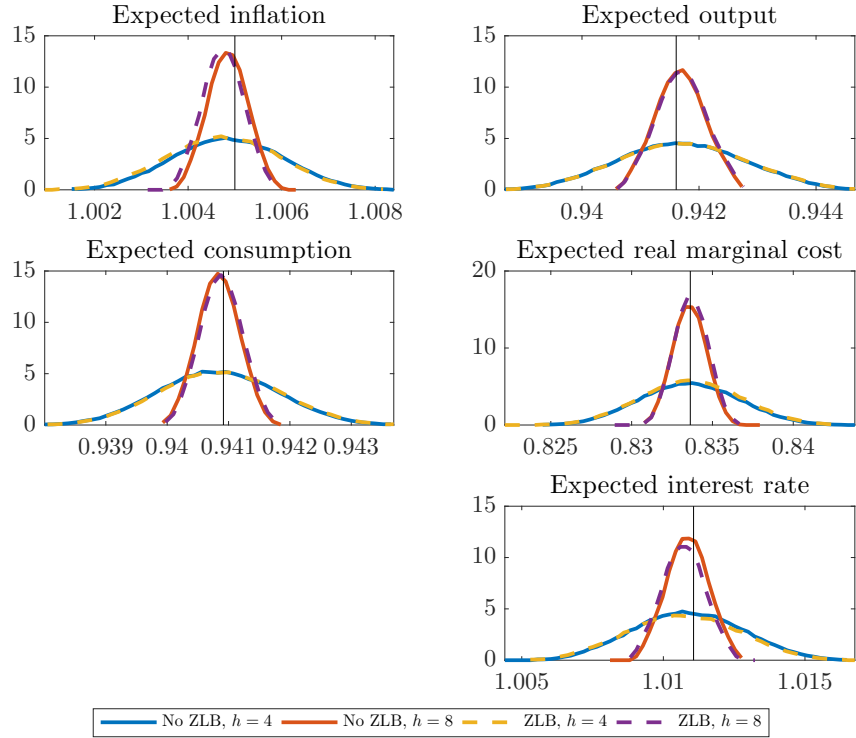 Expected inflation
15
10
5
0
1.002 1.004 1.006 1.008
Expected output
15
10
5
0
0.94 0.942 0.944
Expected consumption
15
10
5
0
0.939 0.94 0.941 0.942 0.943
Expected real marginal cost
20
10
0
0.825 0.83 0.835 0.84
Expected interest rate
15
10
5
0
1.005 1.01 1.015
No ZLB, h = 4 No ZLB, h = 8 ZLB, h = 4 ZLB, h = 8